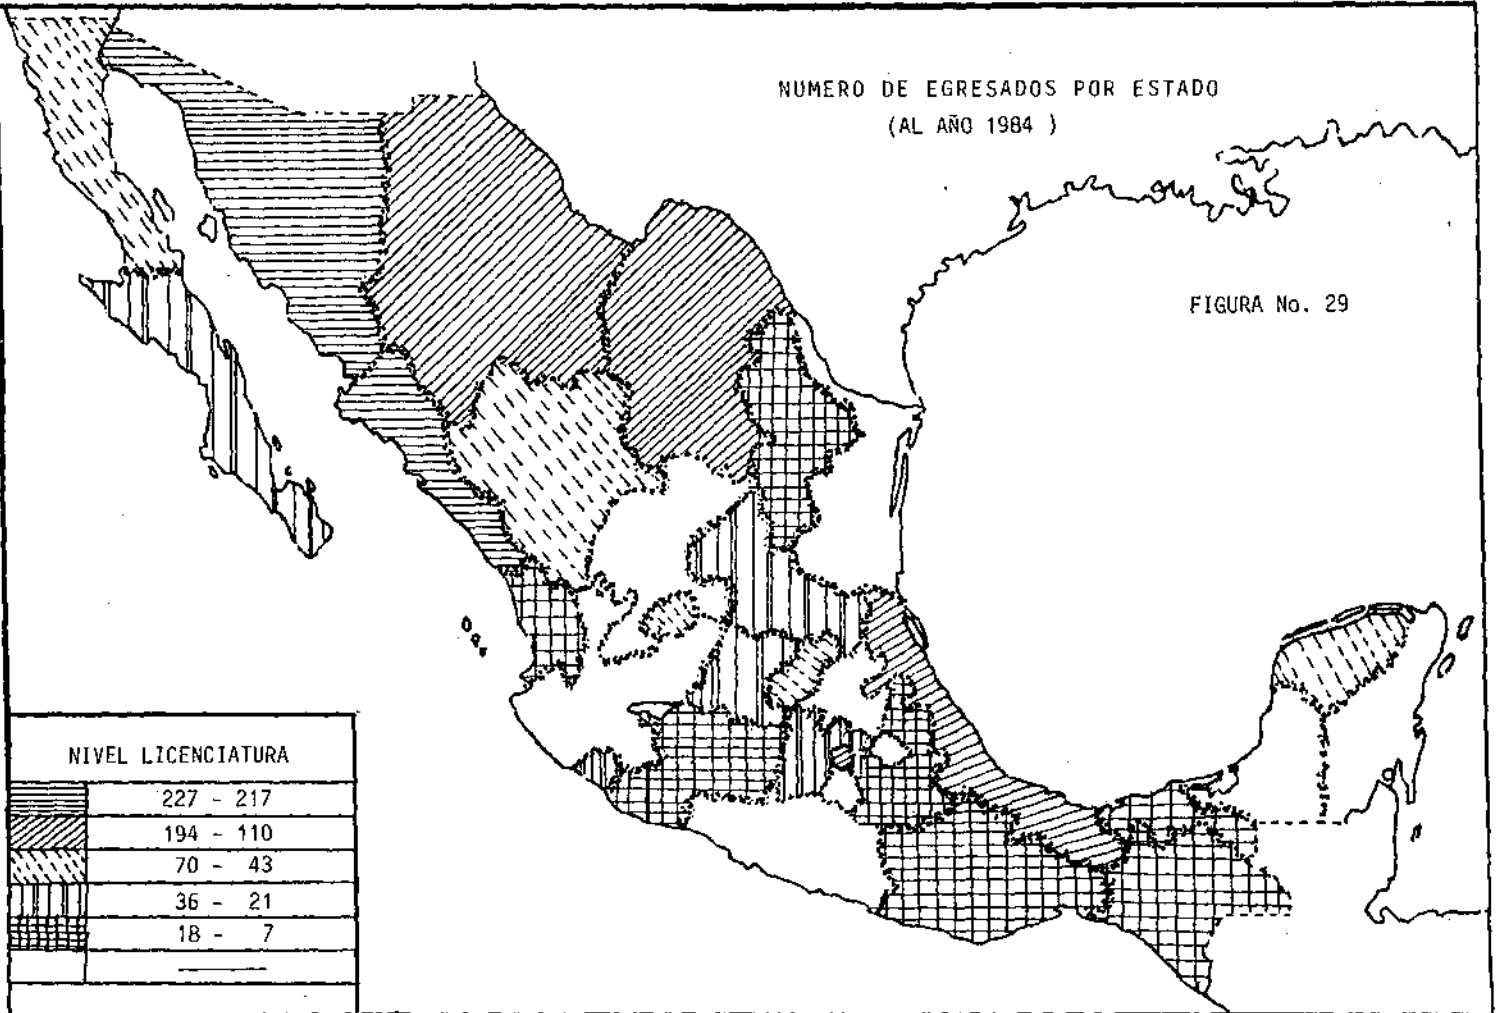 NUMERO DE EGRESADOS POR ESTADO
(AL AÑO 1984 )
FIGURA No. 29
NIVEL LICENCIATURA
227 - 217
194 - 110
70 - 43
36 - 21
18 - 7